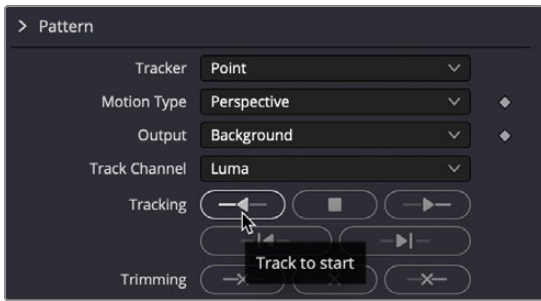 Pattern
Tracker Point
Motion Type Perspective
Output Background
Track Channel Luma
Tracking
Track to start
Trimming